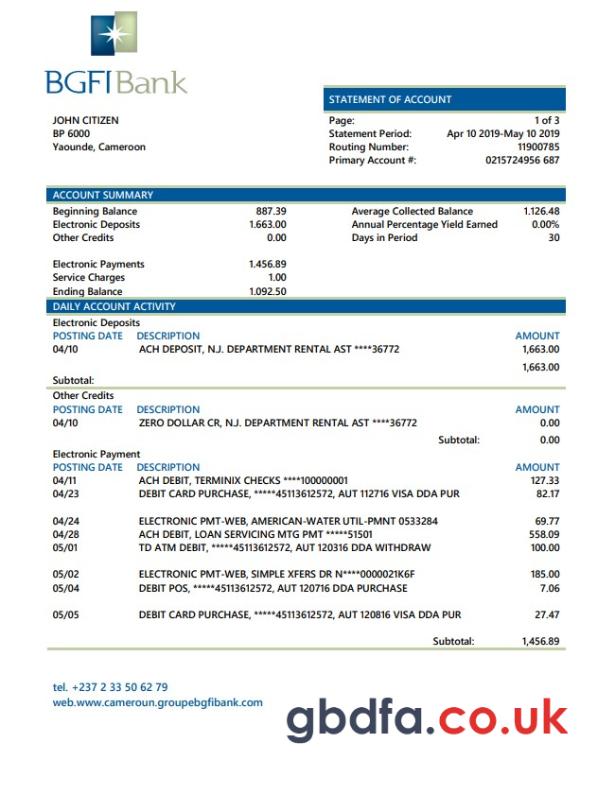 BGFIBank
STATEMENT OF ACCOUNT
JOHN CITIZEN
BP 6000
Yaounde, Cameroon
Page: 1 of 3
Statement Period: Apr 10 2019-May 10 2019
Routing Number: 11900785
Primary Account #: 0215724956 687
ACCOUNT SUMMARY
Beginning Balance 887.39 Average Collected Balance 1.126.48
Electronic Deposits 1.663.00 Annual Percentage Yield Earned 0.00%
Other Credits 0.00 Days in Period 30
Electronic Payments 1.456.89
Service Charges 1.00
Ending Balance 1.092.50
DAILY ACCOUNT ACTIVITY
Electronic Deposits
POSTING DATE DESCRIPTION AMOUNT
04/10 ACH DEPOSIT, N.J. DEPARTMENT RENTAL AST ****36772 1,663.00
1,663.00
Subtotal:
Other Credits
POSTING DATE DESCRIPTION AMOUNT
04/10 ZERO DOLLAR CR, N.J. DEPARTMENT RENTAL AST ****36772 0.00
Subtotal: 0.00
Electronic Payment
POSTING DATE DESCRIPTION AMOUNT
04/11 ACH DEBIT, TERMINIX CHECKS ****100000001 127.33
04/23 DEBIT CARD PURCHASE, *****45113612572, AUT 112716 VISA DDA PUR 82.17
04/24 ELECTRONIC PMT-WEB, AMERICAN-WATER UTIL-PMNT 0533284 69.77
04/28 ACH DEBIT, LOAN SERVICING MTG PMT *****51501 558.09
05/01 TD ATM DEBIT, *****45113612572, AUT 120316 DDA WITHDRAW 100.00
05/02 ELECTRONIC PMT-WEB, SIMPLE XFERS DR N****0000021K6F 185.00
05/04 DEBIT POS, *****45113612572, AUT 120716 DDA PURCHASE 7.06
05/05 DEBIT CARD PURCHASE, *****45113612572, AUT 120816 VISA DDA PUR 27.47
Subtotal: 1,456.89
tel. +237 2 33 50 62 79
web.www.cameroun.groupebgfibank.com
gbdfa.co.uk